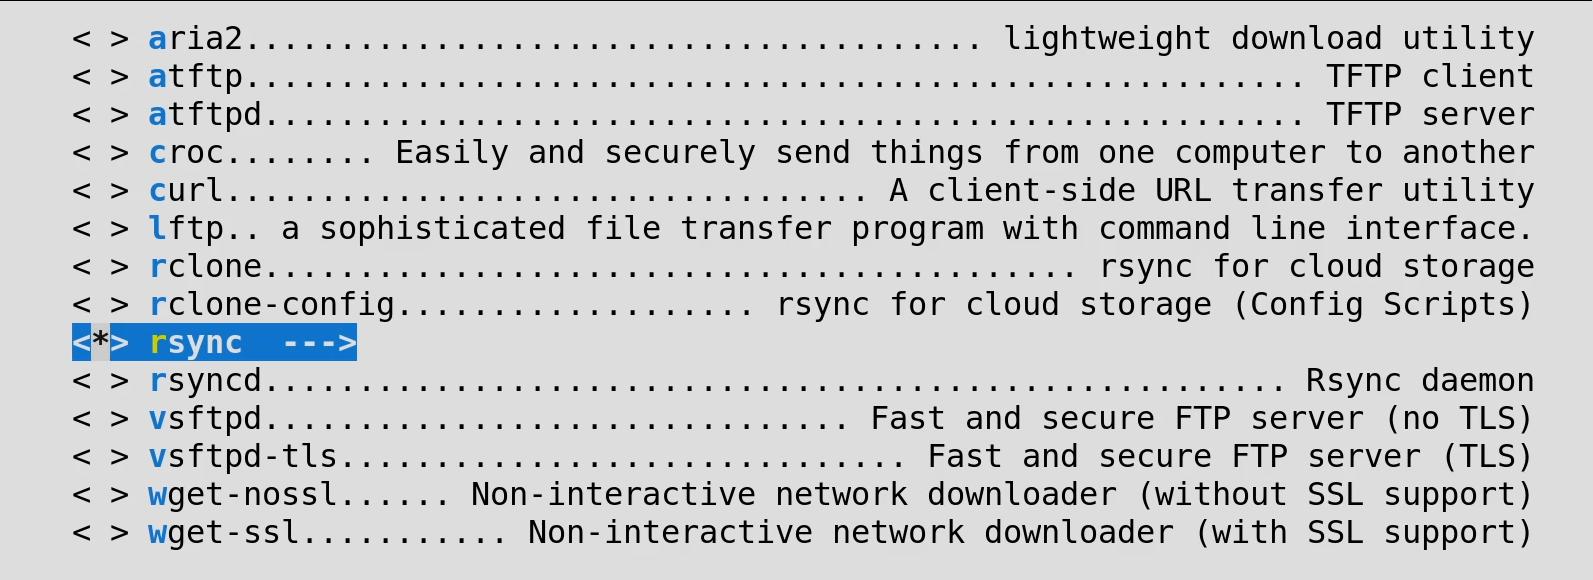 < > aria2....................................... lightweight download utility
< > atftp........................................................ TFTP client
< > atftpd....................................................... TFTP server
< > croc........ Easily and securely send things from one computer to another
< > curl.................................. A client-side URL transfer utility
< > lftp.. a sophisticated file transfer program with command line interface.
< > rclone........................................... rsync for cloud storage
< > rclone-config................... rsync for cloud storage (Config Scripts)
<*> rsync  --->
< > rsyncd...................................................... Rsync daemon
< > vsftpd............................... Fast and secure FTP server (no TLS)
< > vsftpd-tls.............................. Fast and secure FTP server (TLS)
< > wget-nossl...... Non-interactive network downloader (without SSL support)
< > wget-ssl........... Non-interactive network downloader (with SSL support)